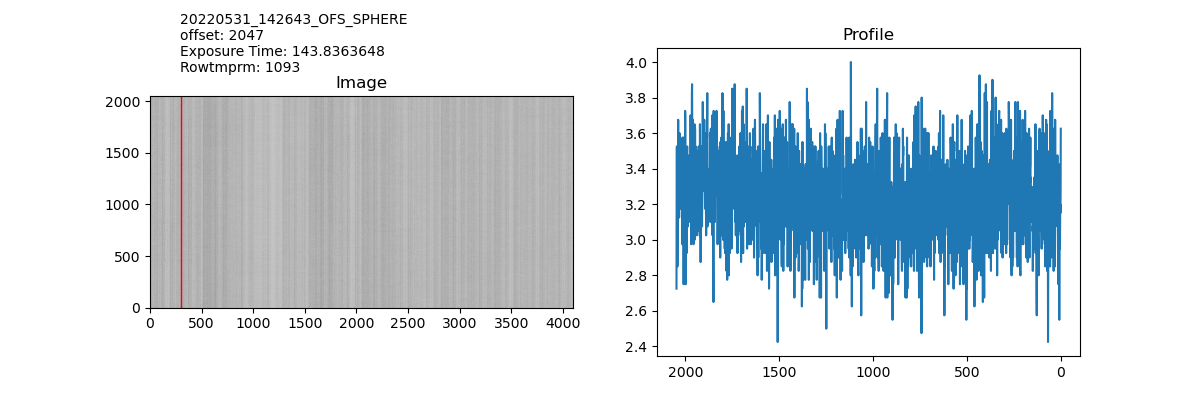 20220531_142643_OFS_SPHERE
offset: 2047
Exposure Time: 143.8363648
Rowtmprm: 1093
Image
2000
1500
1000
500
0
0 500 1000 1500 2000 2500 3000 3500 4000
Profile
4.0
3.8
3.6
3.4
3.2
3.0
2.8
2.6
2.4
2000 1500 1000 500 0